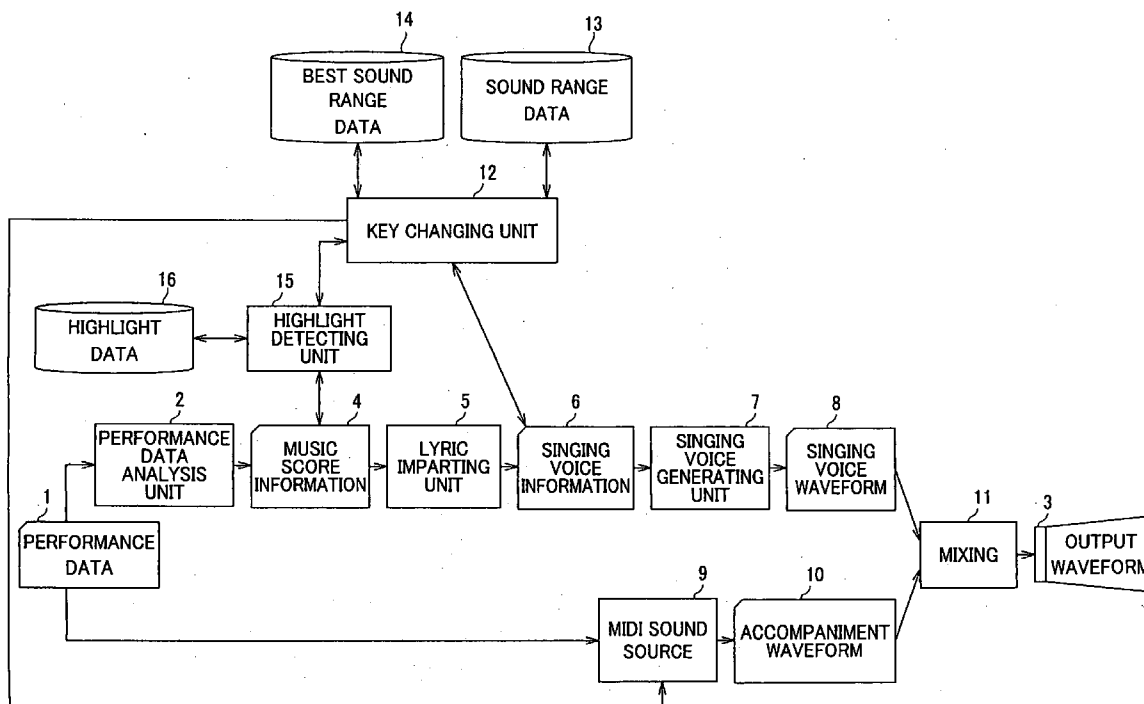 14
BEST SOUND
RANGE
DATA
13
SOUND RANGE
DATA
12
KEY CHANGING UNIT
16
HIGHLIGHT
DATA
15
HIGHLIGHT
DETECTING
UNIT
2
PERFORMANCE
DATA
ANALYSIS
UNIT
4
MUSIC
SCORE
INFORMATION
5
LYRIC
IMPARTING
UNIT
6
SINGING
VOICE
INFORMATION
7
SINGING
VOICE
GENERATING
UNIT
8
SINGING
VOICE
WAVEFORM
1
PERFORMANCE
DATA
11
MIXING
3
OUTPUT
WAVEFORM
9
MIDI SOUND
SOURCE
10
ACCOMPANIMENT
WAVEFORM